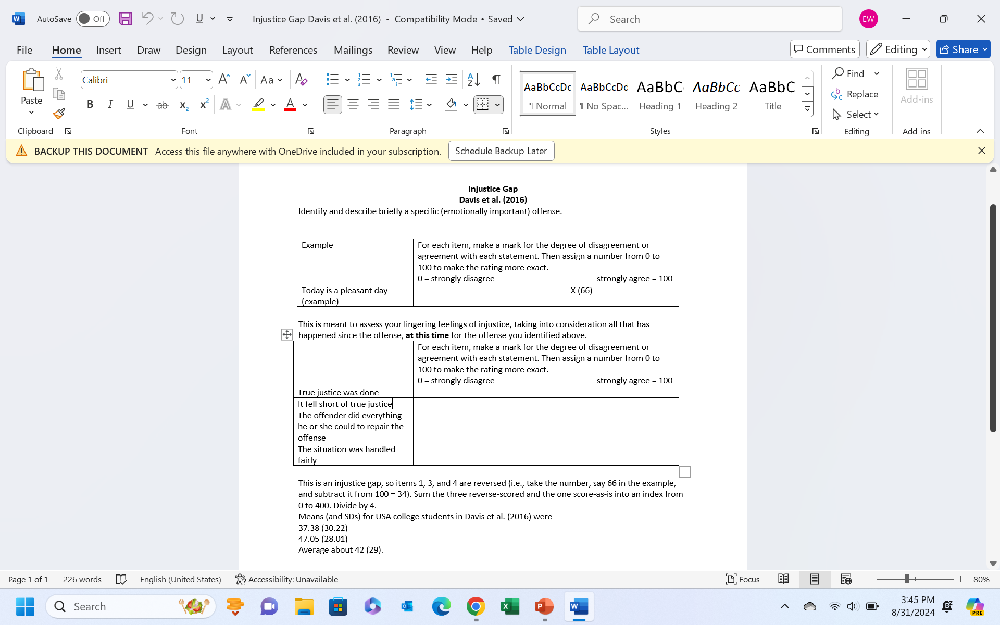 AutoSave Off U Injustice Gap Davis et al. (2016) - Compatibility Mode • Saved Search EW
File Home Insert Draw Design Layout References Mailings Review View Help Table Design Table Layout Comments Editing Share
Paste
Clipboard
Calibri 11 Aa
B I U ab x2 x2 A A
Font
Paragraph
AaBbCcDc AaBbCcDc AaBbC AaBbCc AaBbC
¶ Normal ¶ No Spac... Heading 1 Heading 2 Title
Styles
Find
Replace
Select
Editing
Add-ins
Add-ins
BACKUP THIS DOCUMENT Access this file anywhere with OneDrive included in your subscription. Schedule Backup Later
Injustice Gap
Davis et al. (2016)
Identify and describe briefly a specific (emotionally important) offense.
Example
For each item, make a mark for the degree of disagreement or
agreement with each statement. Then assign a number from 0 to
100 to make the rating more exact.
0 = strongly disagree ----------------------------------- strongly agree = 100
Today is a pleasant day
(example)
X (66)
This is meant to assess your lingering feelings of injustice, taking into consideration all that has
happened since the offense, at this time for the offense you identified above.
For each item, make a mark for the degree of disagreement or
agreement with each statement. Then assign a number from 0 to
100 to make the rating more exact.
0 = strongly disagree ----------------------------------- strongly agree = 100
True justice was done
It fell short of true justice
The offender did everything
he or she could to repair the
offense
The situation was handled
fairly
This is an injustice gap, so items 1, 3, and 4 are reversed (i.e., take the number, say 66 in the example,
and subtract it from 100 = 34). Sum the three reverse-scored and the one score-as-is into an index from
0 to 400. Divide by 4.
Means (and SDs) for USA college students in Davis et al. (2016) were
37.38 (30.22)
47.05 (28.01)
Average about 42 (29).
Page 1 of 1 226 words English (United States) Accessibility: Unavailable Focus 80%
Search
3:45 PM
8/31/2024
PRE